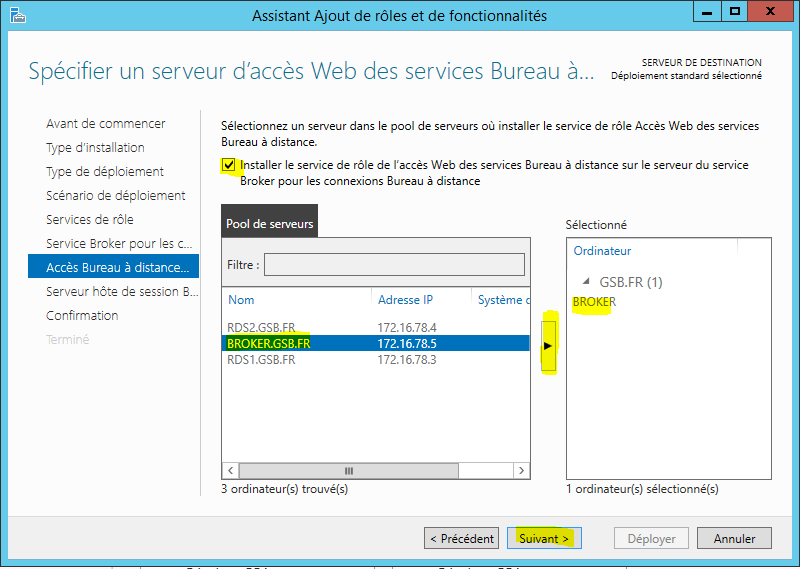 Assistant Ajout de rôles et de fonctionnalités
Spécifier un serveur d'accès Web des services Bureau à...
SERVEUR DE DESTINATION
Déploiement standard sélectionné
Avant de commencer
Type d'installation
Type de déploiement
Scénario de déploiement
Services de rôle
Service Broker pour les c...
Accès Bureau à distance...
Serveur hôte de session B...
Confirmation
Terminé
Sélectionnez un serveur dans le pool de serveurs où installer le service de rôle Accès Web des services
Bureau à distance.
Installer le service de rôle de l'accès Web des services Bureau à distance sur le serveur du service
Broker pour les connexions Bureau à distance
Pool de serveurs
Filtre :
Nom Adresse IP Système d
RDS2.GSB.FR 172.16.78.4
BROKER.GSB.FR 172.16.78.5
RDS1.GSB.FR 172.16.78.3
3 ordinateur(s) trouvé(s)
Sélectionné
Ordinateur
GSB.FR (1)
BROKER
1 ordinateur(s) sélectionné(s)
< Précédent
Suivant >
Déployer
Annuler